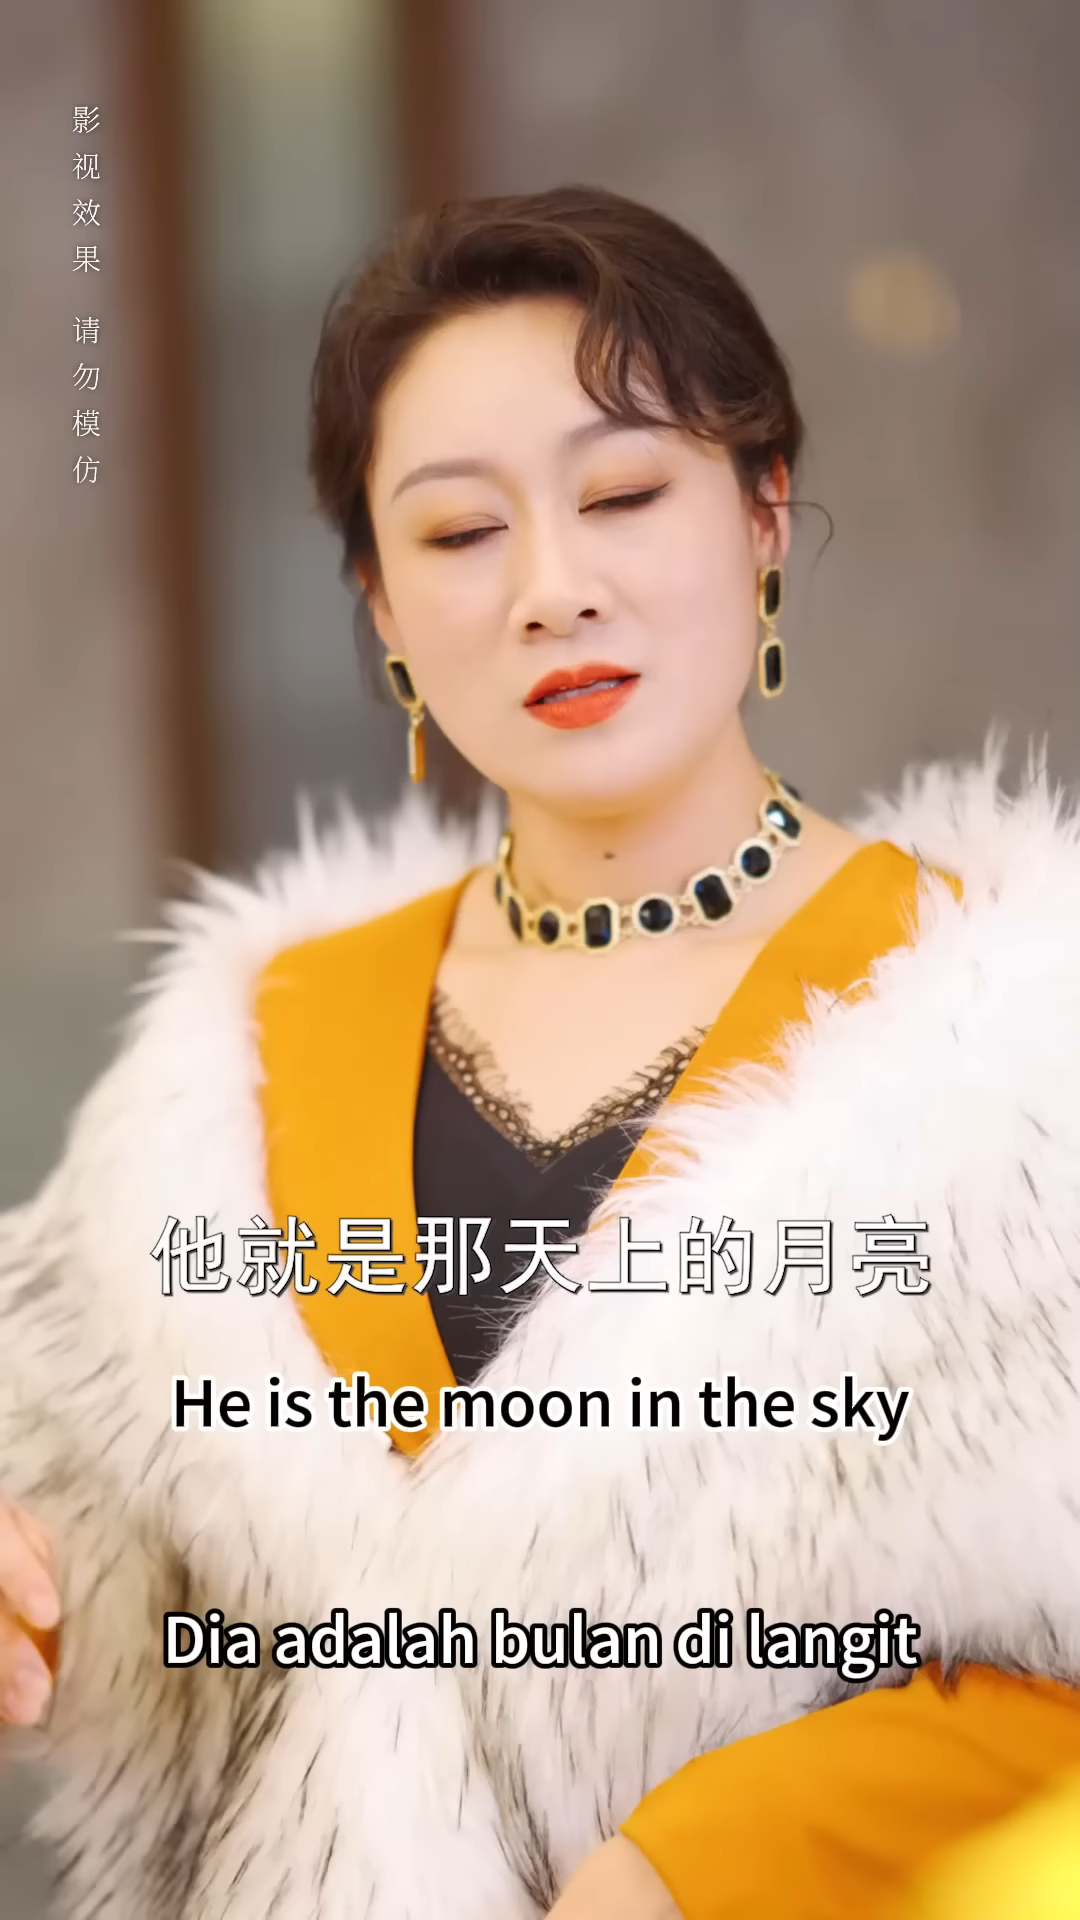 影视效果 请勿模仿
他就是那天上的月亮
He is the moon in the sky
Dia adalah bulan di langit